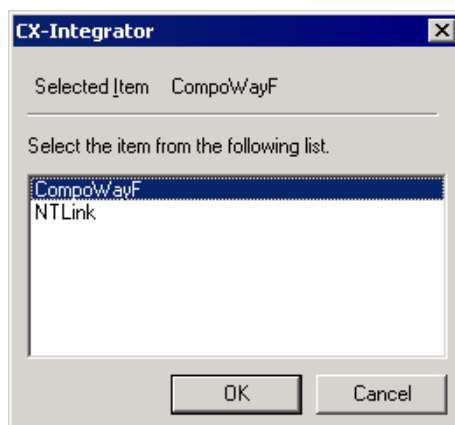 CX-Integrator
Selected Item CompoWayF
Select the item from the following list.
CompoWayF
NTLink
OK Cancel